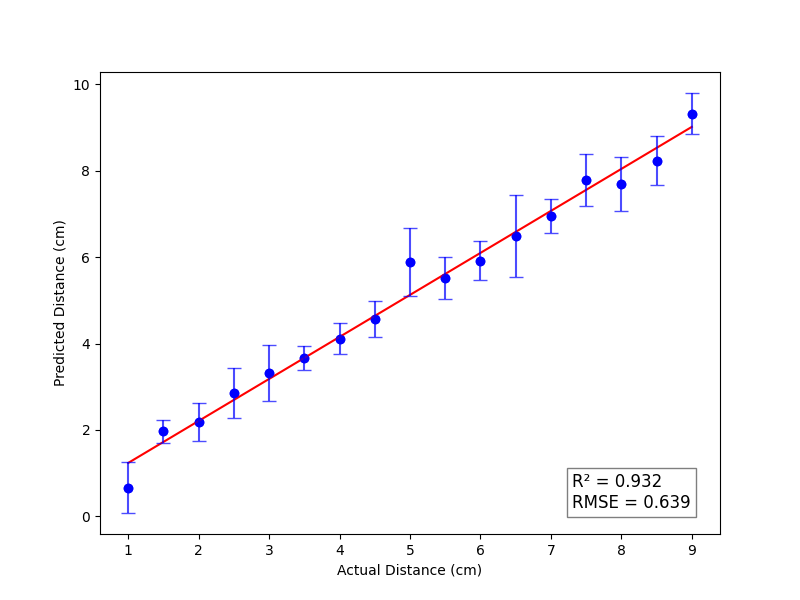 10
8
6
4
2
0
Predicted Distance (cm)
R² = 0.932
RMSE = 0.639
1 2 3 4 5 6 7 8 9
Actual Distance (cm)